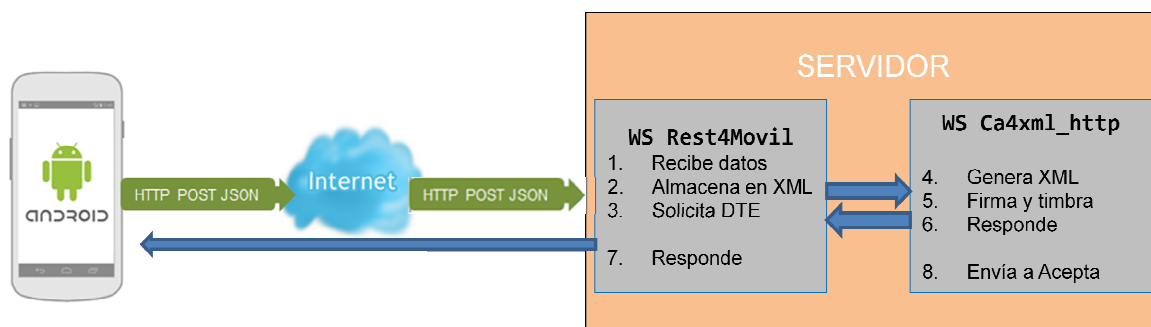 SERVIDOR
ANDROID
HTTP POST JSON
Internet
HTTP POST JSON
WS Rest4Movil
1. Recibe datos
2. Almacena en XML
3. Solicita DTE
7. Responde
WS Ca4xml_http
4. Genera XML
5. Firma y timbra
6. Responde
8. Envía a Acepta